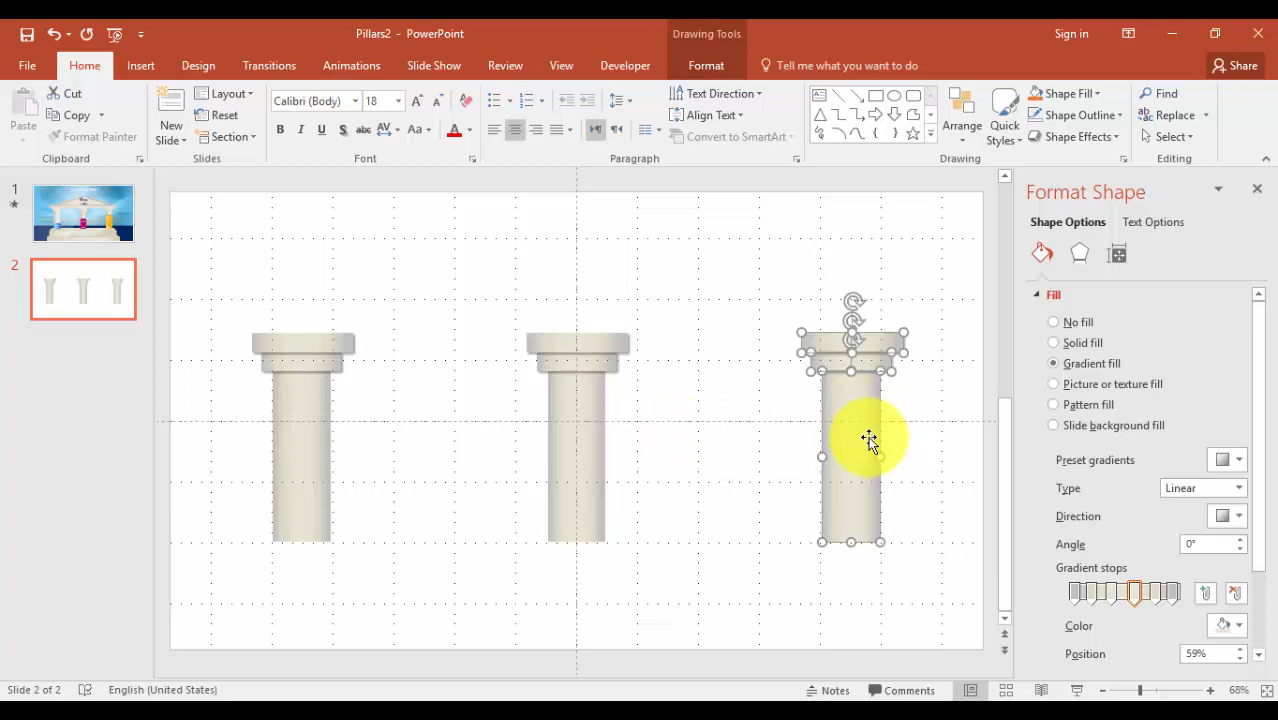 Pillars2 - PowerPoint
Drawing Tools
Sign in
File Home Insert Design Transitions Animations Slide Show Review View Developer Format Tell me what you want to do Share
Paste
Cut
Copy
Format Painter
Clipboard
New Slide
Layout
Reset
Section
Slides
Calibri (Body) 18
B I U S abc AV Aa A
Font
Text Direction
Align Text
Convert to SmartArt
Paragraph
Arrange
Quick Styles
Shape Fill
Shape Outline
Shape Effects
Drawing
Find
Replace
Select
Editing
1
2
Format Shape
Shape Options Text Options
Fill
No fill
Solid fill
Gradient fill
Picture or texture fill
Pattern fill
Slide background fill
Preset gradients
Type Linear
Direction
Angle 0°
Gradient stops
Color
Position 59%
Slide 2 of 2 English (United States) Notes Comments 68%